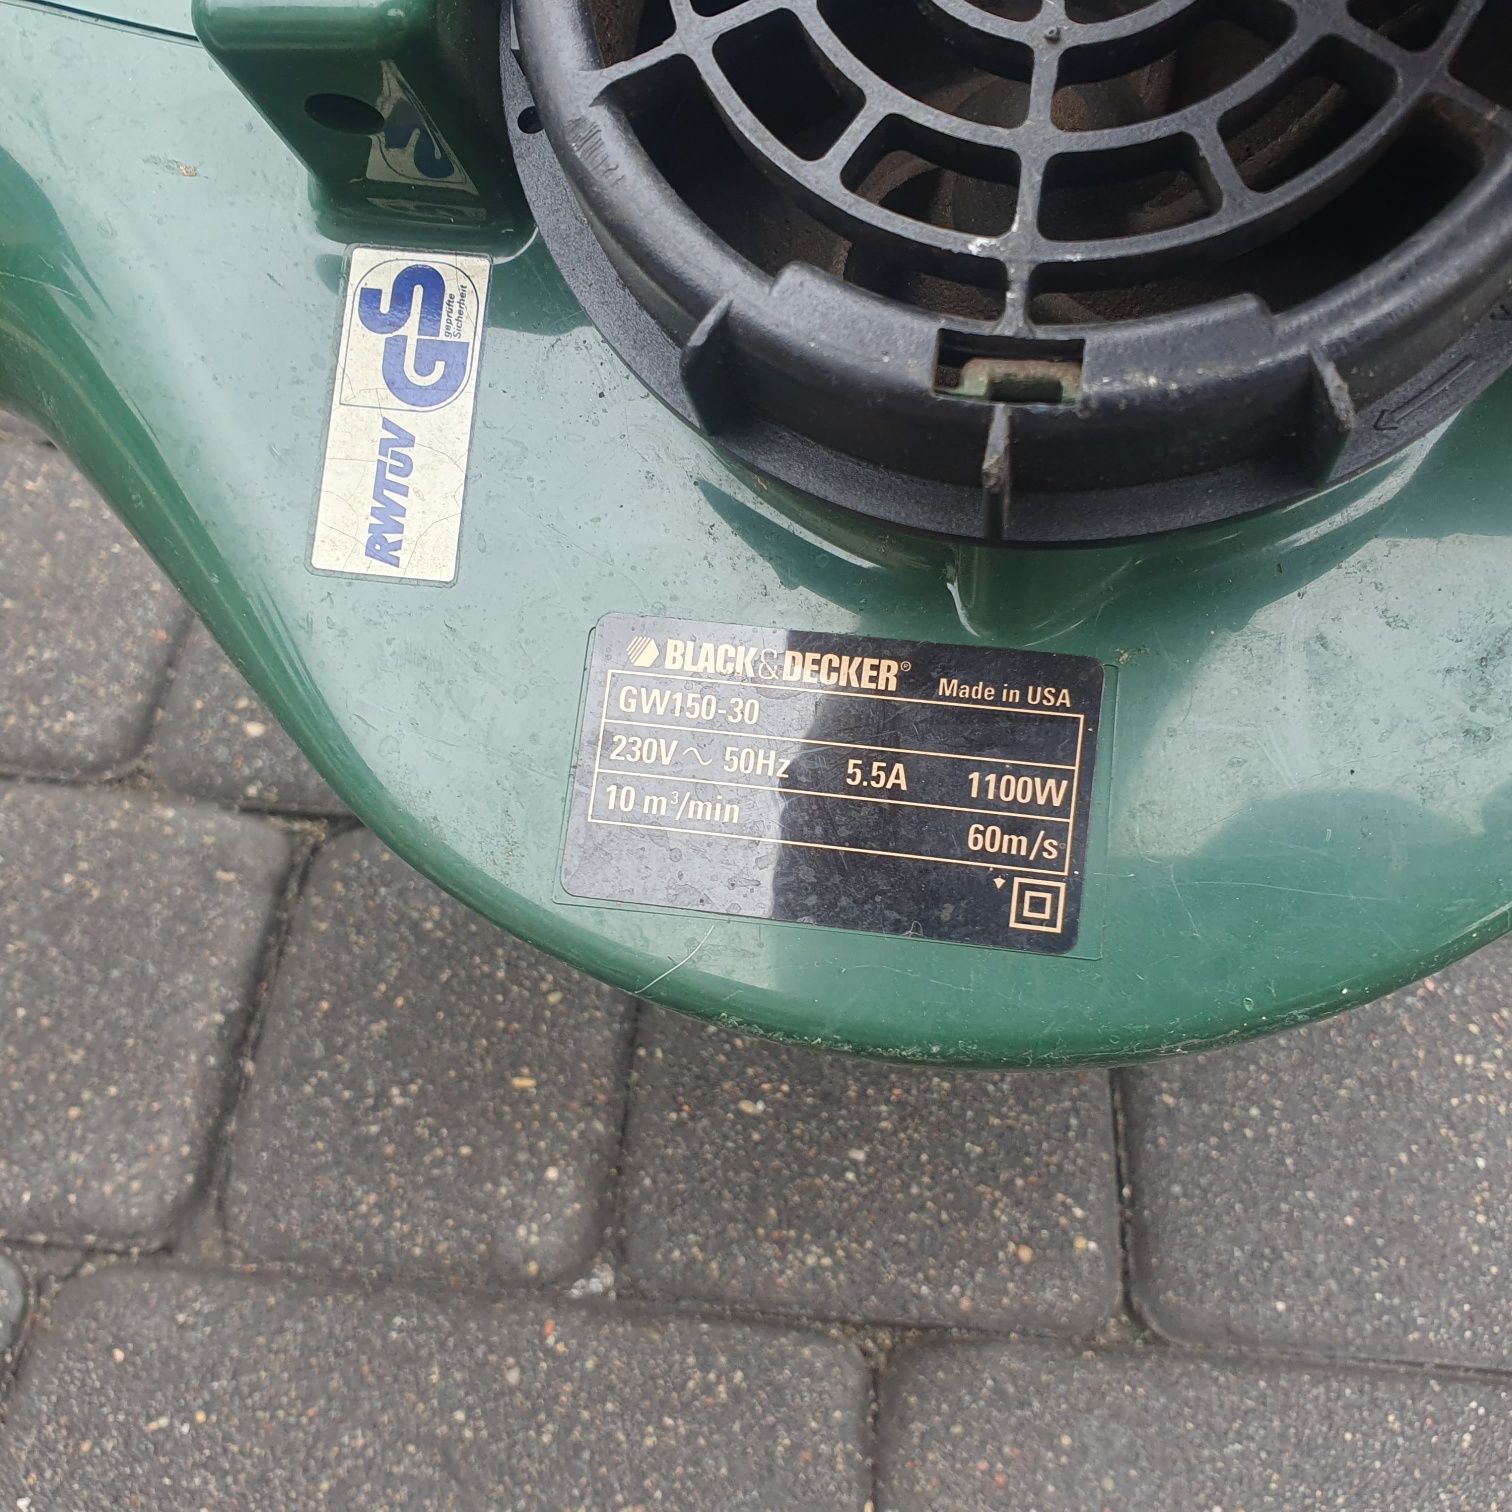 GS
geprüfte
Sicherheit
RWTÜV
BLACK&DECKER®
Made in USA
GW150-30
230V ~ 50Hz 5.5A 1100W
10 m³/min
60m/s